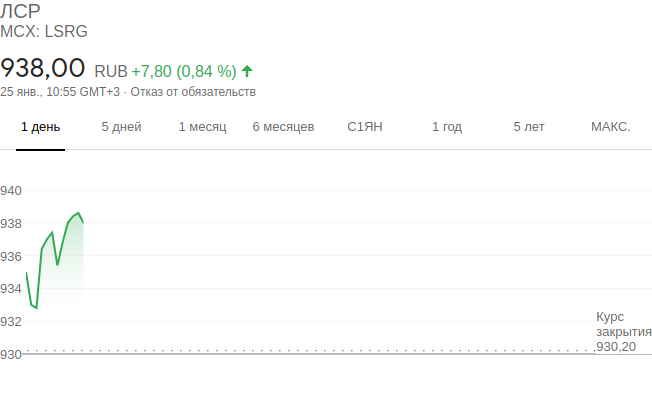 ЛСР
MCX: LSRG
938,00 RUB +7,80 (0,84 %)
25 янв., 10:55 GMT+3 · Отказ от обязательств
1 день 5 дней 1 месяц 6 месяцев С1ЯН 1 год 5 лет МАКС.
940
938
936
934
932
930
Курс
закрытия
930,20